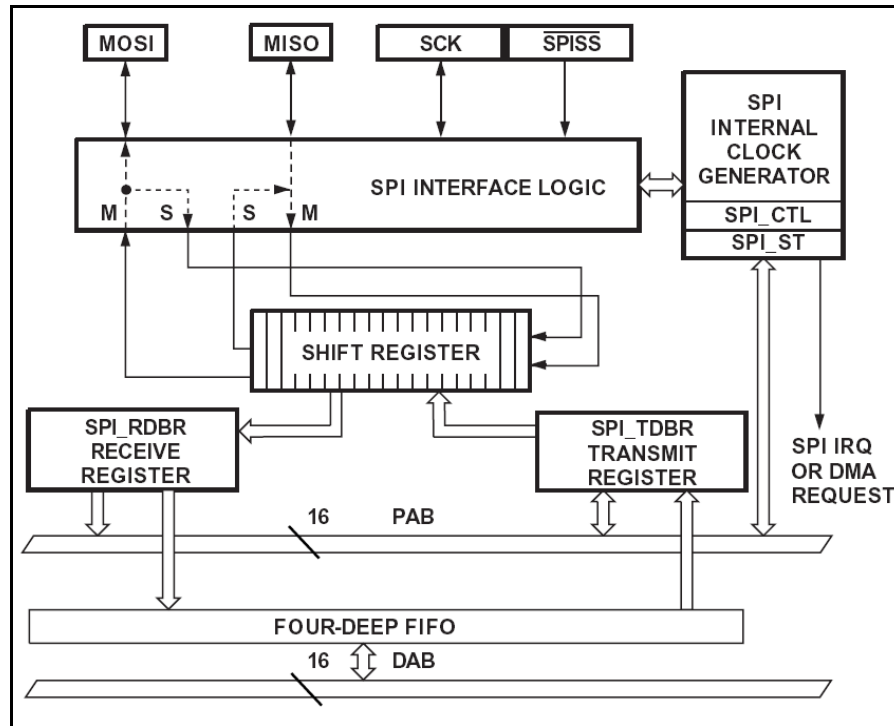 MOSI
MISO
SCK
SPISS
SPI
INTERNAL
CLOCK
GENERATOR
SPI INTERFACE LOGIC
M
S
S
M
SPI_CTL
SPI_ST
SHIFT REGISTER
SPI_RDBR
RECEIVE
REGISTER
SPI_TDBR
TRANSMIT
REGISTER
SPI IRQ
OR DMA
REQUEST
16
PAB
FOUR-DEEP FIFO
16
DAB